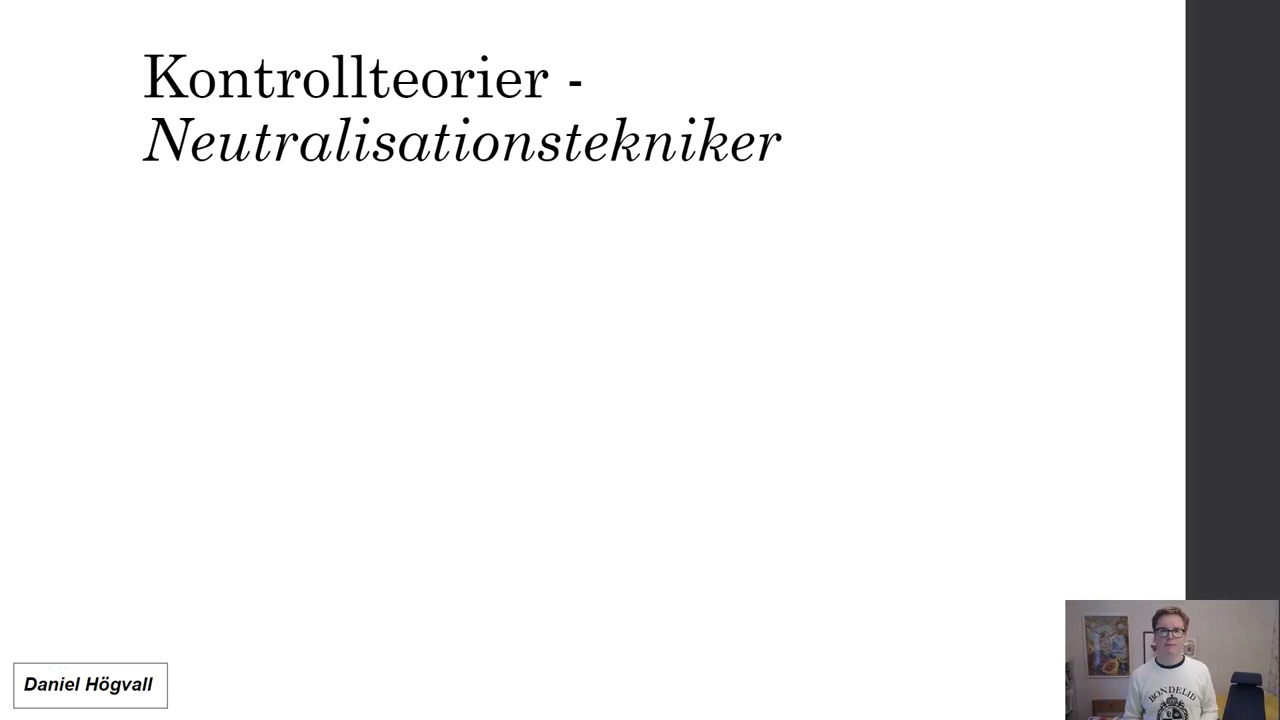 Kontrollteorier -
Neutralisationstekniker
Daniel Högvall
BONDELID